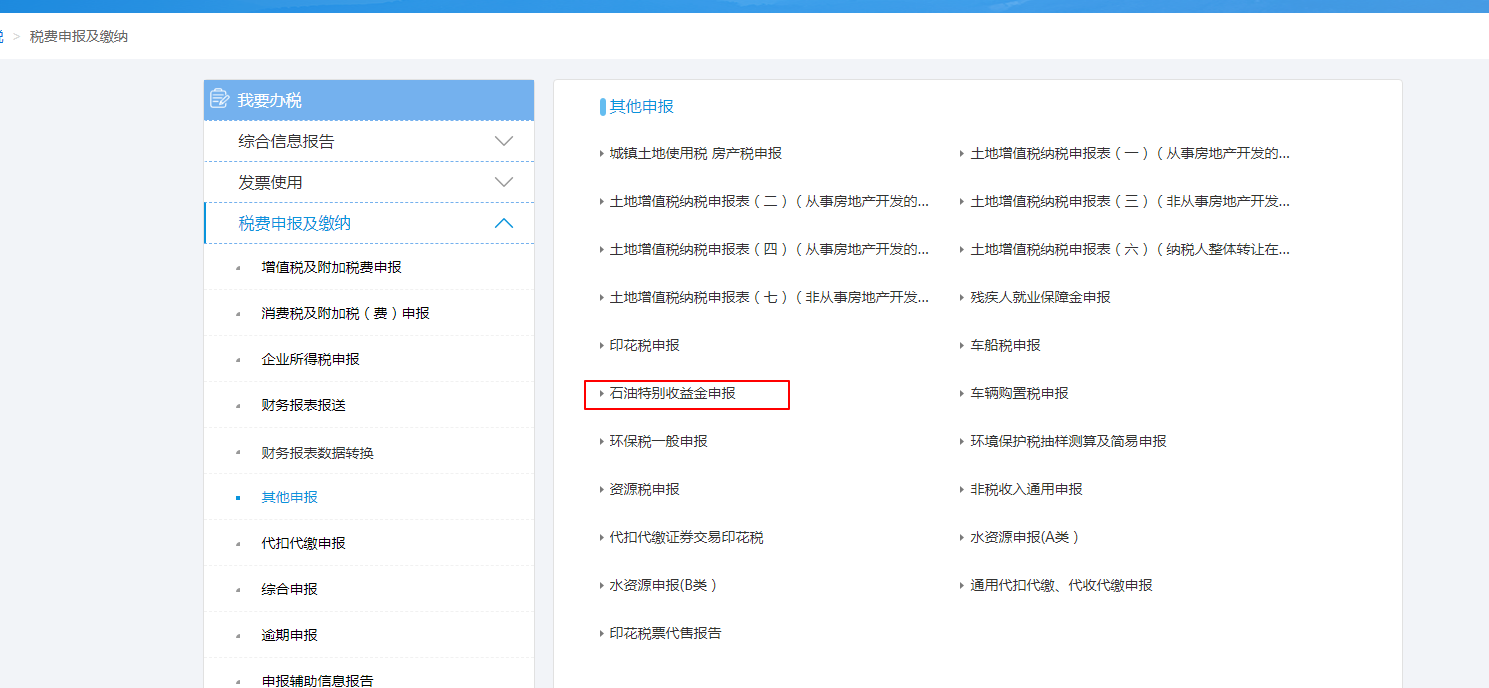 > 税费申报及缴纳
我要办税
综合信息报告
发票使用
税费申报及缴纳
增值税及附加税费申报
消费税及附加税（费）申报
企业所得税申报
财务报表报送
财务报表数据转换
其他申报
代扣代缴申报
综合申报
逾期申报
申报辅助信息报告
其他申报
城镇土地使用税 房产税申报
土地增值税纳税申报表（一）（从事房地产开发的...
土地增值税纳税申报表（二）（从事房地产开发的...
土地增值税纳税申报表（三）（非从事房地产开发...
土地增值税纳税申报表（四）（从事房地产开发的...
土地增值税纳税申报表（六）（纳税人整体转让在...
土地增值税纳税申报表（七）（非从事房地产开发...
残疾人就业保障金申报
印花税申报
车船税申报
石油特别收益金申报
车辆购置税申报
环保税一般申报
环境保护税抽样测算及简易申报
资源税申报
非税收入通用申报
代扣代缴证券交易印花税
水资源申报(A类）
水资源申报(B类）
通用代扣代缴、代收代缴申报
印花税票代售报告